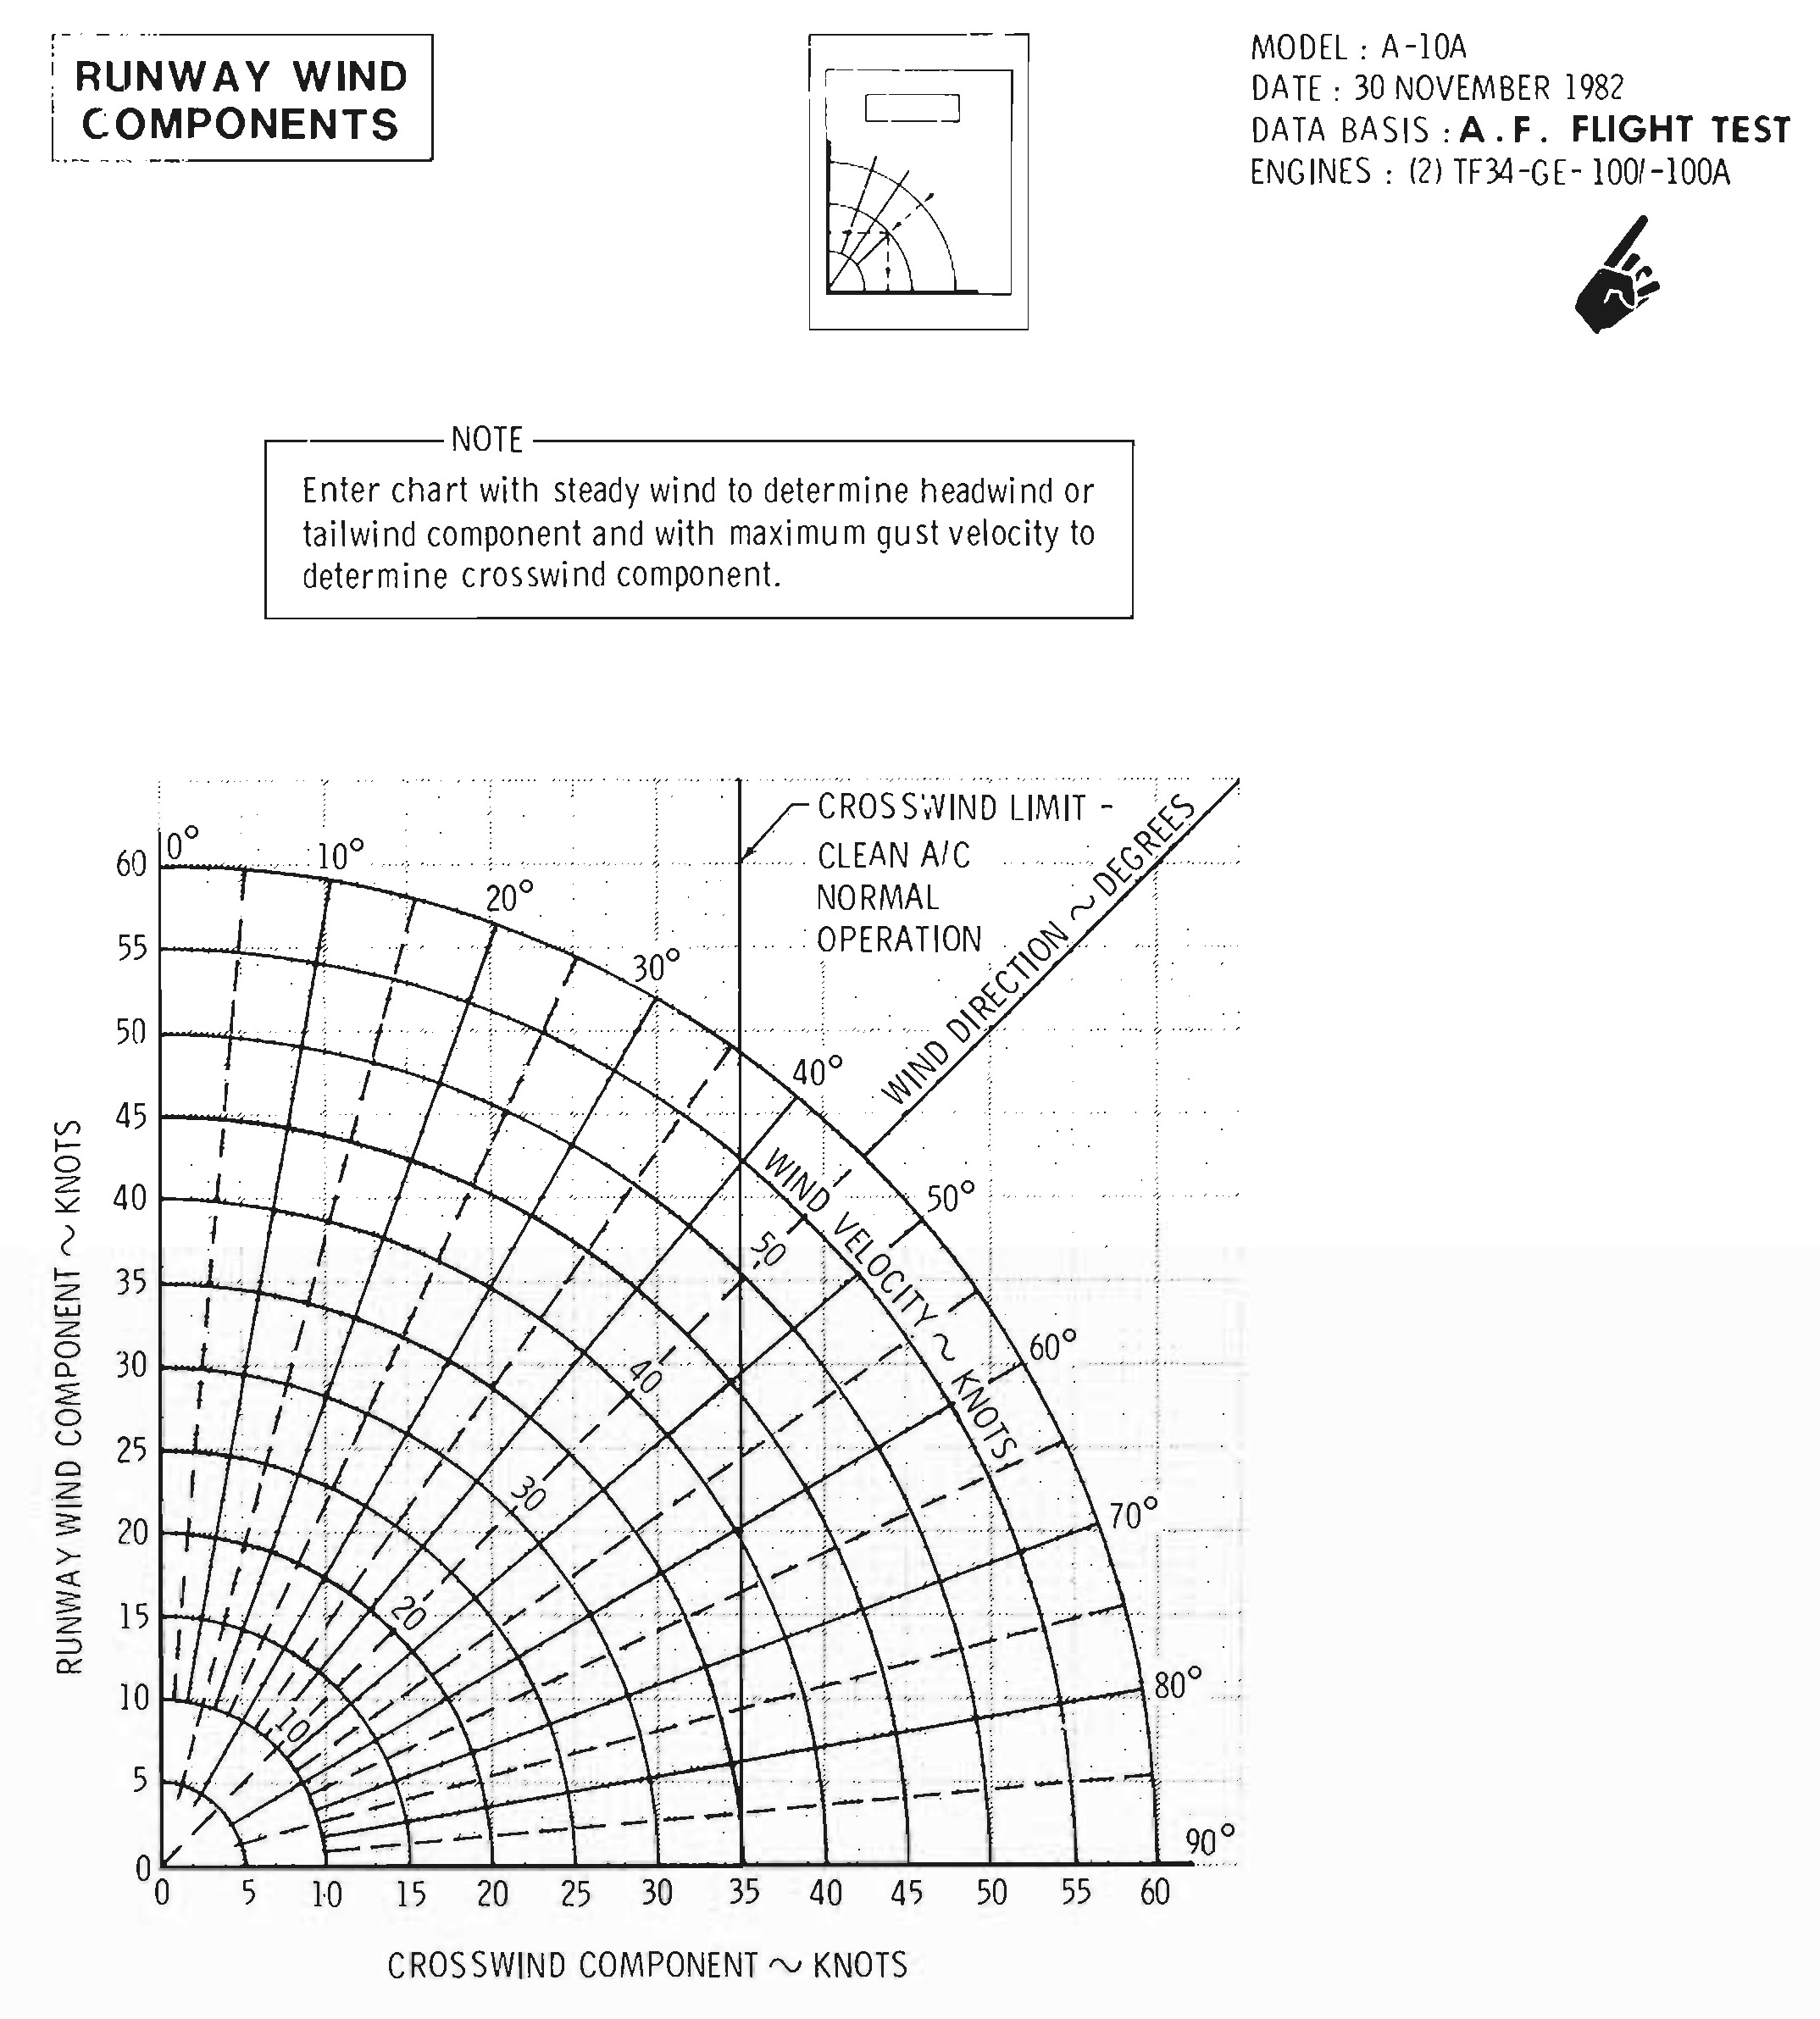 RUNWAY WIND
COMPONENTS
MODEL : A-10A
DATE : 30 NOVEMBER 1982
DATA BASIS : A.F. FLIGHT TEST
ENGINES : (2) TF34-GE-100/-100A
NOTE
Enter chart with steady wind to determine headwind or
tailwind component and with maximum gust velocity to
determine crosswind component.
CROSSWIND LIMIT -
CLEAN A/C
NORMAL
OPERATION
WIND DIRECTION ~ DEGREES
WIND VELOCITY ~ KNOTS
0°
10°
20°
30°
40°
50°
60°
70°
80°
90°
50
40
30
20
10
RUNWAY WIND COMPONENT ~ KNOTS
60
55
50
45
40
35
30
25
20
15
10
5
0
0 5 10 15 20 25 30 35 40 45 50 55 60
CROSSWIND COMPONENT ~ KNOTS